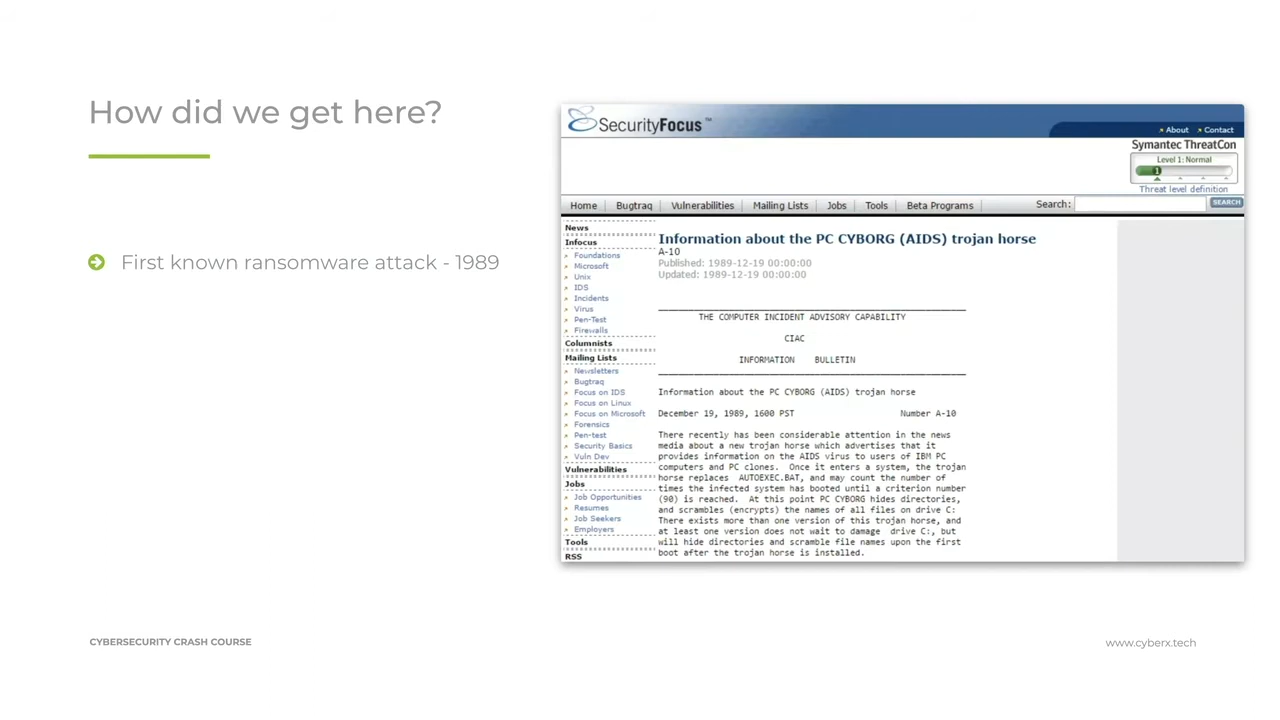 How did we get here?
First known ransomware attack - 1989
SecurityFocus™
About Contact
Symantec ThreatCon
Level 1: Normal
1
Threat level definition
Home Bugtraq Vulnerabilities Mailing Lists Jobs Tools Beta Programs Search: SEARCH
News
Infocus
Foundations
Microsoft
Unix
IDS
Incidents
Virus
Pen-Test
Firewalls
Columnists
Mailing Lists
Newsletters
Bugtraq
Focus on IDS
Focus on Linux
Focus on Microsoft
Forensics
Pen-test
Security Basics
Vuln Dev
Vulnerabilities
Jobs
Job Opportunities
Resumes
Job Seekers
Employers
Tools
RSS
Information about the PC CYBORG (AIDS) trojan horse
A-10
Published: 1989-12-19 00:00:00
Updated: 1989-12-19 00:00:00
THE COMPUTER INCIDENT ADVISORY CAPABILITY
CIAC
INFORMATION BULLETIN
Information about the PC CYBORG (AIDS) trojan horse
December 19, 1989, 1600 PST Number A-10
There recently has been considerable attention in the news
media about a new trojan horse which advertises that it
provides information on the AIDS virus to users of IBM PC
computers and PC clones. Once it enters a system, the trojan
horse replaces AUTOEXEC.BAT, and may count the number of
times the infected system has booted until a criterion number
(90) is reached. At this point PC CYBORG hides directories,
and scrambles (encrypts) the names of all files on drive C:
There exists more than one version of this trojan horse, and
at least one version does not wait to damage drive C:, but
will hide directories and scramble file names upon the first
boot after the trojan horse is installed.
CYBERSECURITY CRASH COURSE
www.cyberx.tech